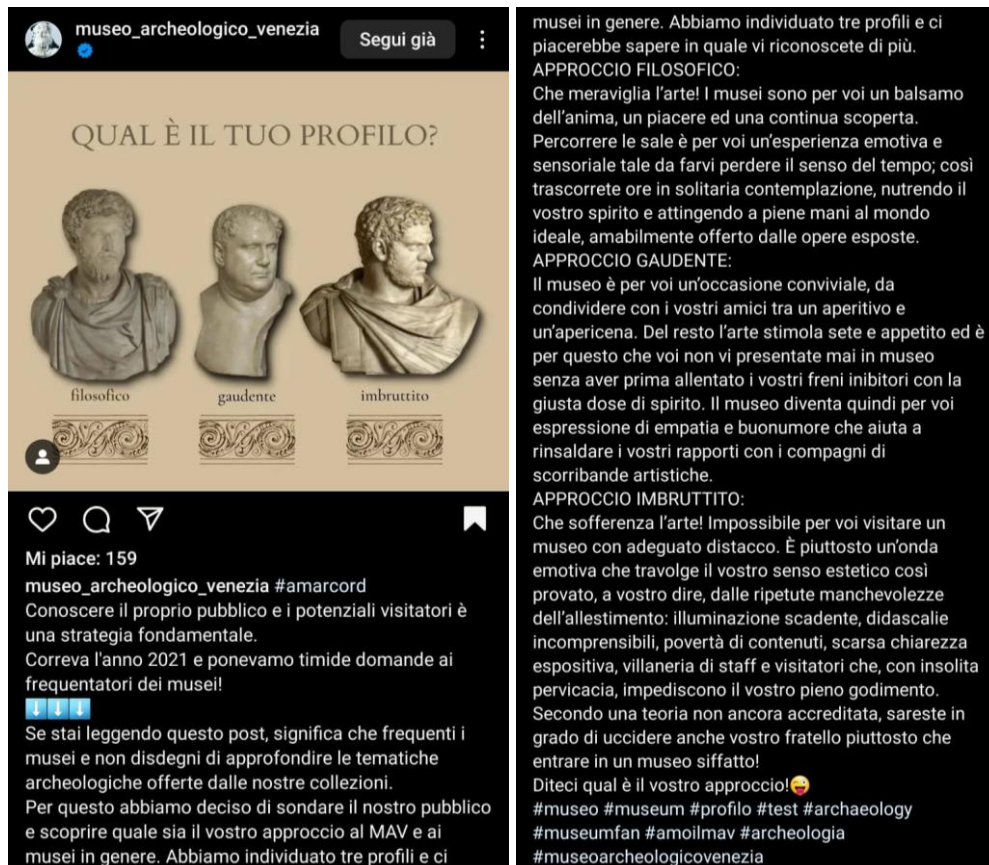 museo_archeologico_venezia
Segui già
QUAL È IL TUO PROFILO?
filosofico
gaudente
imbruttito
Mi piace: 159
museo_archeologico_venezia #amarcord
Conoscere il proprio pubblico e i potenziali visitatori è
una strategia fondamentale.
Correva l'anno 2021 e ponevamo timide domande ai
frequentatori dei musei!
⬇️⬇️⬇️
Se stai leggendo questo post, significa che frequenti i
musei e non disdegni di approfondire le tematiche
archeologiche offerte dalle nostre collezioni.
Per questo abbiamo deciso di sondare il nostro pubblico
e scoprire quale sia il vostro approccio al MAV e ai
musei in genere. Abbiamo individuato tre profili e ci
musei in genere. Abbiamo individuato tre profili e ci
piacerebbe sapere in quale vi riconoscete di più.
APPROCCIO FILOSOFICO:
Che meraviglia l'arte! I musei sono per voi un balsamo
dell'anima, un piacere ed una continua scoperta.
Percorrere le sale è per voi un'esperienza emotiva e
sensoriale tale da farvi perdere il senso del tempo; così
trascorrete ore in solitaria contemplazione, nutrendo il
vostro spirito e attingendo a piene mani al mondo
ideale, amabilmente offerto dalle opere esposte.
APPROCCIO GAUDENTE:
Il museo è per voi un'occasione conviviale, da
condividere con i vostri amici tra un aperitivo e
un'apericena. Del resto l'arte stimola sete e appetito ed è
per questo che voi non vi presentate mai in museo
senza aver prima allentato i vostri freni inibitori con la
giusta dose di spirito. Il museo diventa quindi per voi
espressione di empatia e buonumore che aiuta a
rinsaldare i vostri rapporti con i compagni di
scorribande artistiche.
APPROCCIO IMBRUTTITO:
Che sofferenza l'arte! Impossibile per voi visitare un
museo con adeguato distacco. È piuttosto un'onda
emotiva che travolge il vostro senso estetico così
provato, a vostro dire, dalle ripetute manchevolezze
dell'allestimento: illuminazione scadente, didascalie
incomprensibili, povertà di contenuti, scarsa chiarezza
espositiva, villaneria di staff e visitatori che, con insolita
pervicacia, impediscono il vostro pieno godimento.
Secondo una teoria non ancora accreditata, sareste in
grado di uccidere anche vostro fratello piuttosto che
entrare in un museo siffatto!
Diteci qual è il vostro approccio!😜
#museo #museum #profilo #test #archaeology
#museumfan #amoilmav #archeologia
#museoarcheologicovenezia